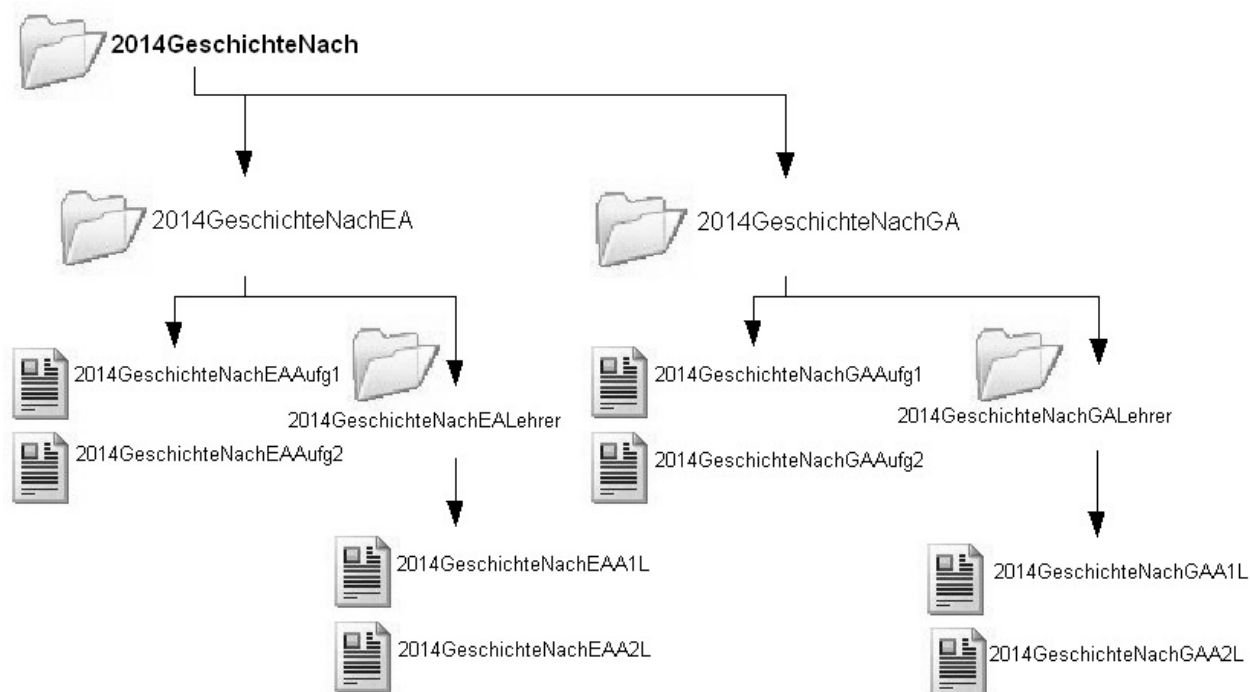 2014GeschichteNach
2014GeschichteNachEA
2014GeschichteNachGA
2014GeschichteNachEAAufg1
2014GeschichteNachEALehrer
2014GeschichteNachEAAufg2
2014GeschichteNachGAAufg1
2014GeschichteNachGALehrer
2014GeschichteNachGAAufg2
2014GeschichteNachEAA1L
2014GeschichteNachEAA2L
2014GeschichteNachGAA1L
2014GeschichteNachGAA2L